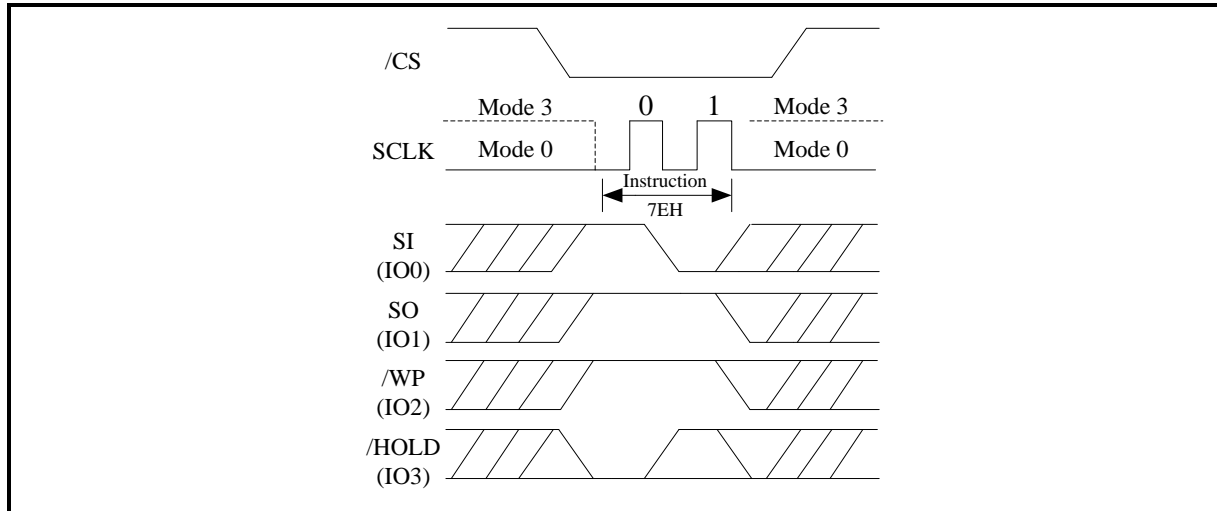 /CS
Mode 3 0 1 Mode 3
SCLK Mode 0 Mode 0
Instruction
7EH
SI
(IO0)
SO
(IO1)
/WP
(IO2)
/HOLD
(IO3)